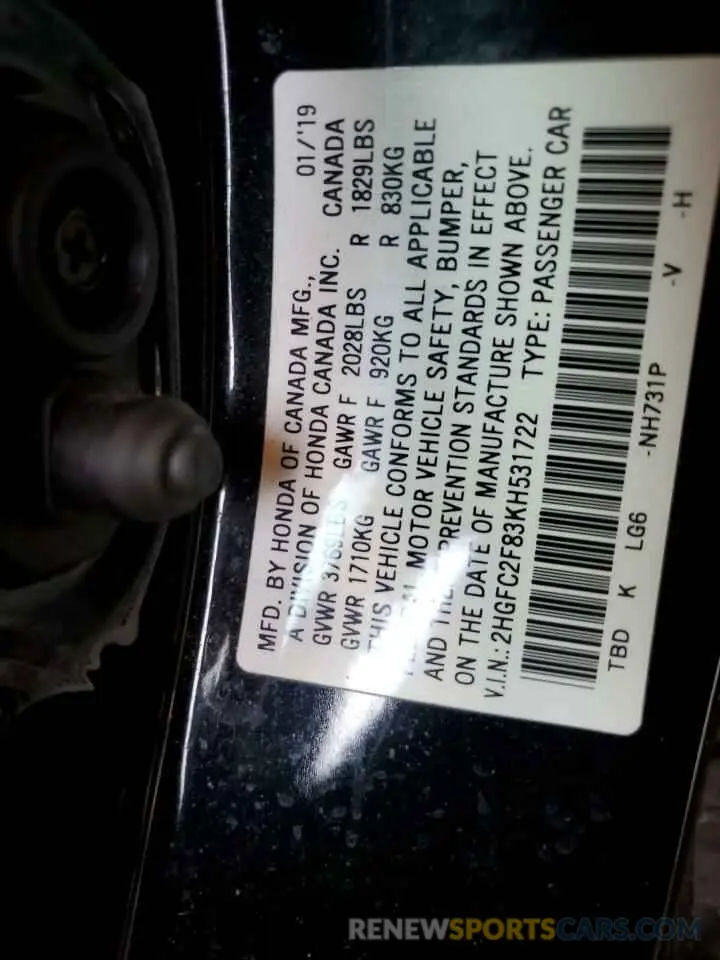 MFD. BY HONDA OF CANADA MFG., 01/'19
A DIVISION OF HONDA CANADA INC. CANADA
GVWR GAWR F 2028LBS R 1829LBS
GVWR 1710KG GAWR F 920KG R 830KG
THIS VEHICLE CONFORMS TO ALL APPLICABLE
MOTOR VEHICLE SAFETY, BUMPER,
AND PREVENTION STANDARDS IN EFFECT
ON THE DATE OF MANUFACTURE SHOWN ABOVE.
V.I.N.: 2HGFC2F83KH531722 TYPE: PASSENGER CAR
TBD K LG6 -NH731P -V -H
RENEWSPORTSCARS.COM